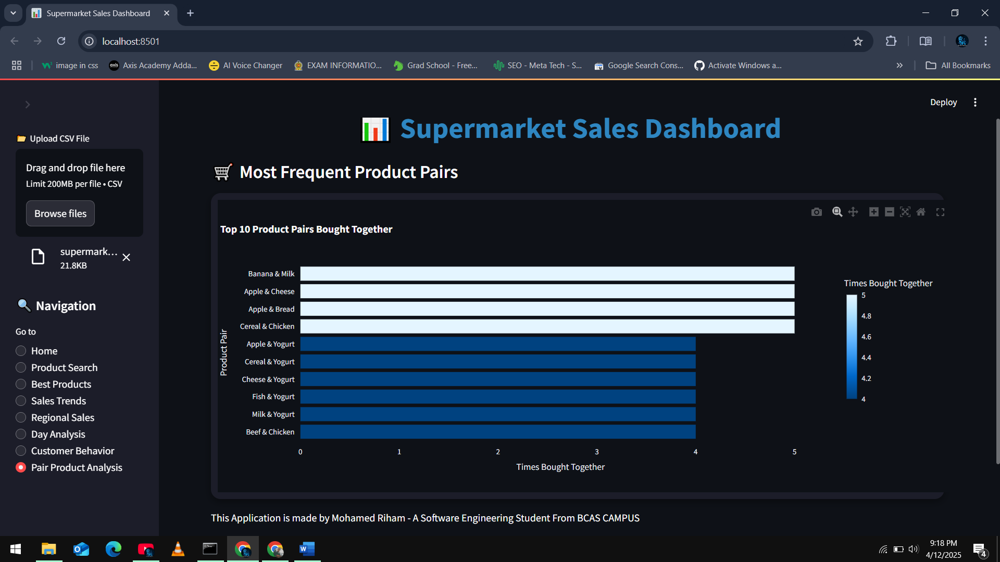 Supermarket Sales Dashboard
localhost:8501
image in css
Axis Academy Adda...
AI Voice Changer
EXAM INFORMATIO...
Grad School - Free...
SEO - Meta Tech - S...
Google Search Cons...
Activate Windows a...
All Bookmarks
Deploy
Upload CSV File
Drag and drop file here
Limit 200MB per file • CSV
Browse files
supermark...
21.8KB
Navigation
Go to
Home
Product Search
Best Products
Sales Trends
Regional Sales
Day Analysis
Customer Behavior
Pair Product Analysis
Supermarket Sales Dashboard
Most Frequent Product Pairs
Top 10 Product Pairs Bought Together
Product Pair
Banana & Milk
Apple & Cheese
Apple & Bread
Cereal & Chicken
Apple & Yogurt
Cereal & Yogurt
Cheese & Yogurt
Fish & Yogurt
Milk & Yogurt
Beef & Chicken
0 1 2 3 4 5
Times Bought Together
Times Bought Together
5
4.8
4.6
4.4
4.2
4
This Application is made by Mohamed Riham - A Software Engineering Student From BCAS CAMPUS
9:18 PM
4/12/2025
4